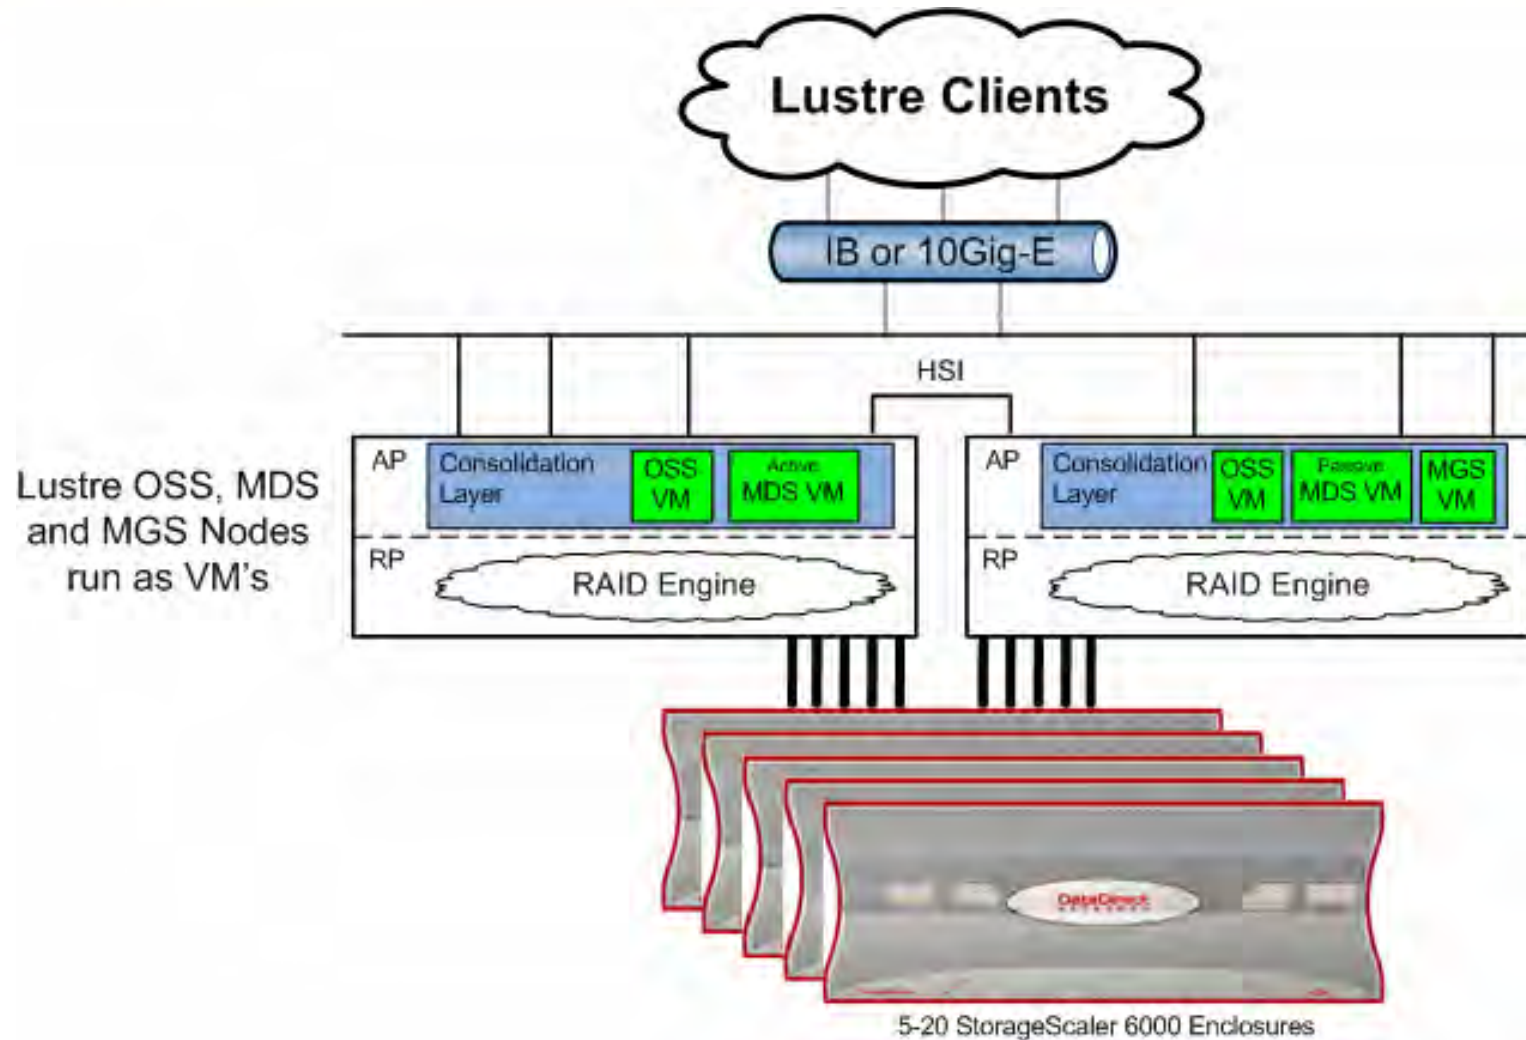 Lustre Clients
IB or 10Gig-E
HSI
Lustre OSS, MDS
and MGS Nodes
run as VM's
AP
Consolidation
Layer
OSS
VM
Active
MDS VM
RP
RAID Engine
AP
Consolidation
Layer
OSS
VM
Passive
MDS VM
MGS
VM
RP
RAID Engine
DataDirect
5-20 StorageScaler 6000 Enclosures